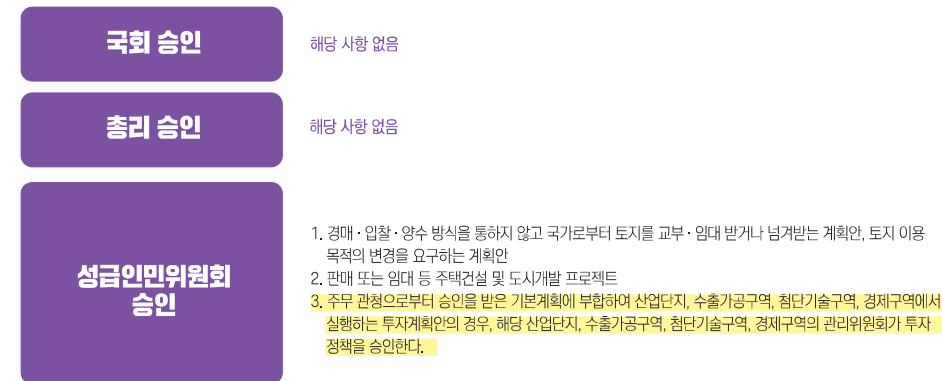 국회 승인
해당 사항 없음
총리 승인
해당 사항 없음
성급인민위원회
승인
1. 경매 · 입찰 · 양수 방식을 통하지 않고 국가로부터 토지를 교부 · 임대 받거나 넘겨받는 계획안, 토지 이용
목적의 변경을 요구하는 계획안
2. 판매 또는 임대 등 주택건설 및 도시개발 프로젝트
3. 주무 관청으로부터 승인을 받은 기본계획에 부합하여 산업단지, 수출가공구역, 첨단기술구역, 경제구역에서
실행하는 투자계획안의 경우, 해당 산업단지, 수출가공구역, 첨단기술구역, 경제구역의 관리위원회가 투자
정책을 승인한다.